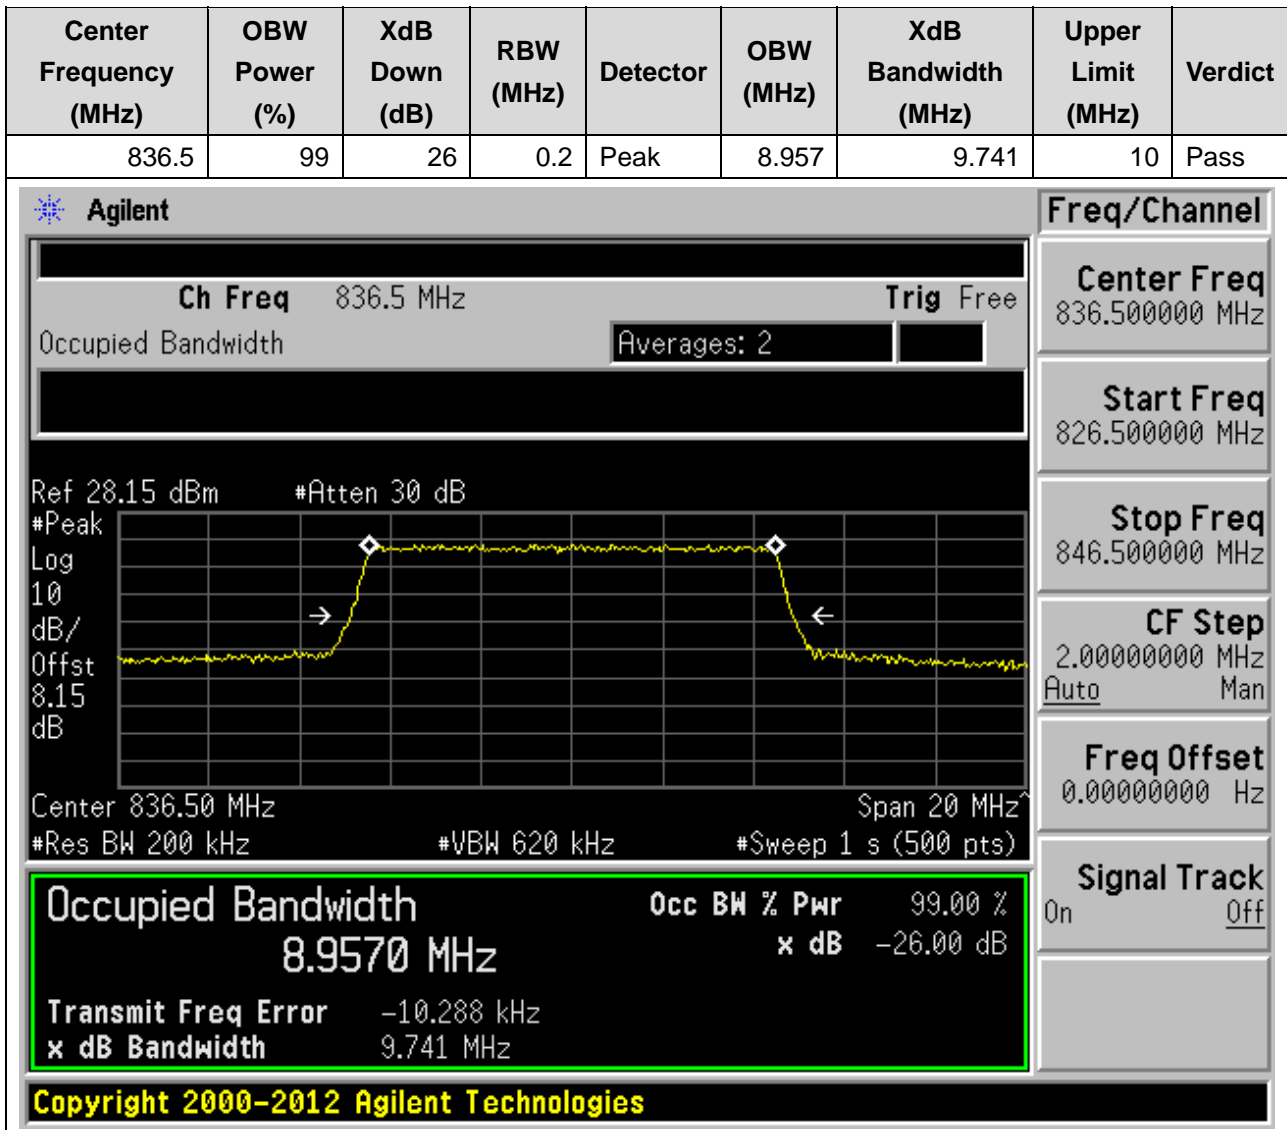 Center Frequency (MHz) OBW Power (%) XdB Down (dB) RBW (MHz) Detector OBW (MHz) XdB Bandwidth (MHz) Upper Limit (MHz) Verdict
836.5 99 26 0.2 Peak 8.957 9.741 10 Pass
Agilent
Freq/Channel
Ch Freq 836.5 MHz Trig Free
Occupied Bandwidth Averages: 2
Center Freq
836.500000 MHz
Start Freq
826.500000 MHz
Stop Freq
846.500000 MHz
CF Step
2.00000000 MHz
Auto Man
Freq Offset
0.00000000 Hz
Signal Track
On Off
Ref 28.15 dBm #Atten 30 dB
#Peak
Log
10
dB/
Offst
8.15
dB
Center 836.50 MHz Span 20 MHz^
#Res BW 200 kHz #VBW 620 kHz #Sweep 1 s (500 pts)
Occupied Bandwidth Occ BW % Pwr 99.00 %
8.9570 MHz x dB -26.00 dB
Transmit Freq Error -10.288 kHz
x dB Bandwidth 9.741 MHz
Copyright 2000-2012 Agilent Technologies